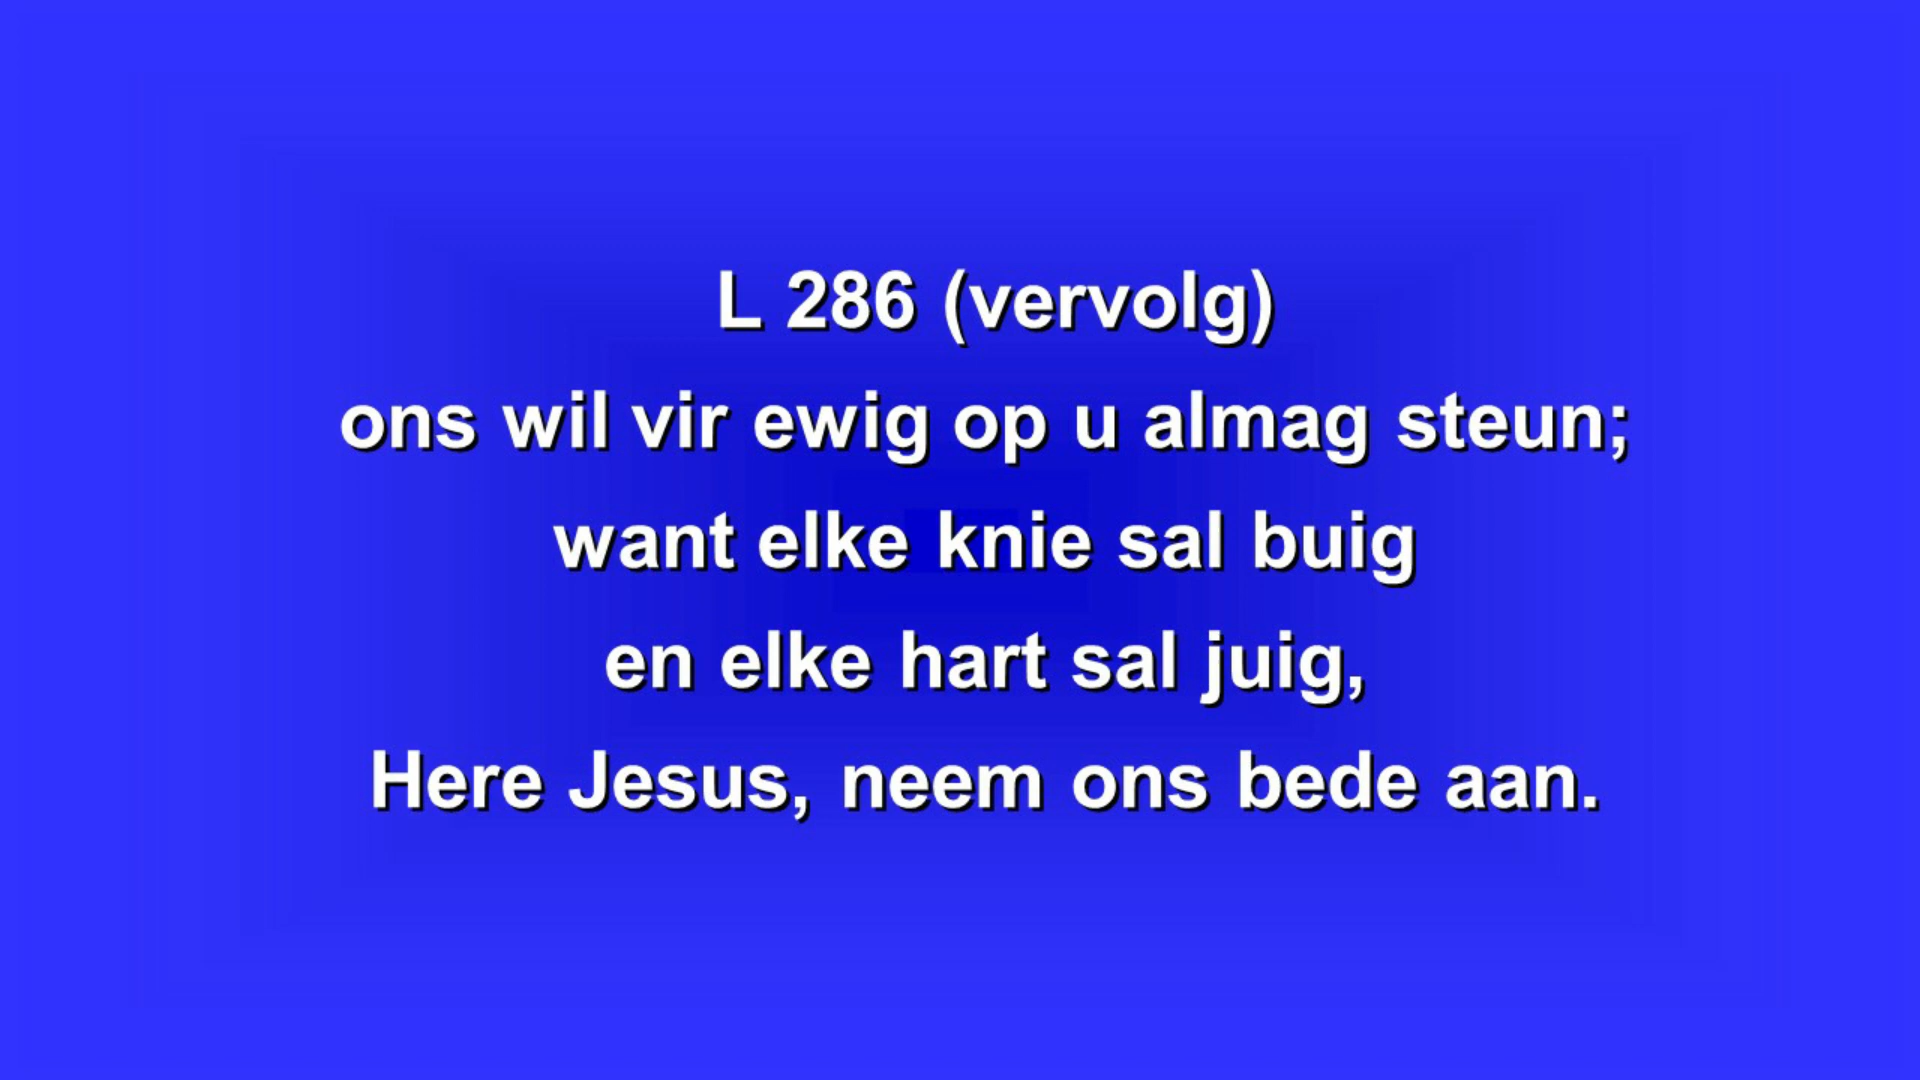 L 286 (vervolg)
ons wil vir ewig op u almag steun;
want elke knie sal buig
en elke hart sal juig,
Here Jesus, neem ons bede aan.